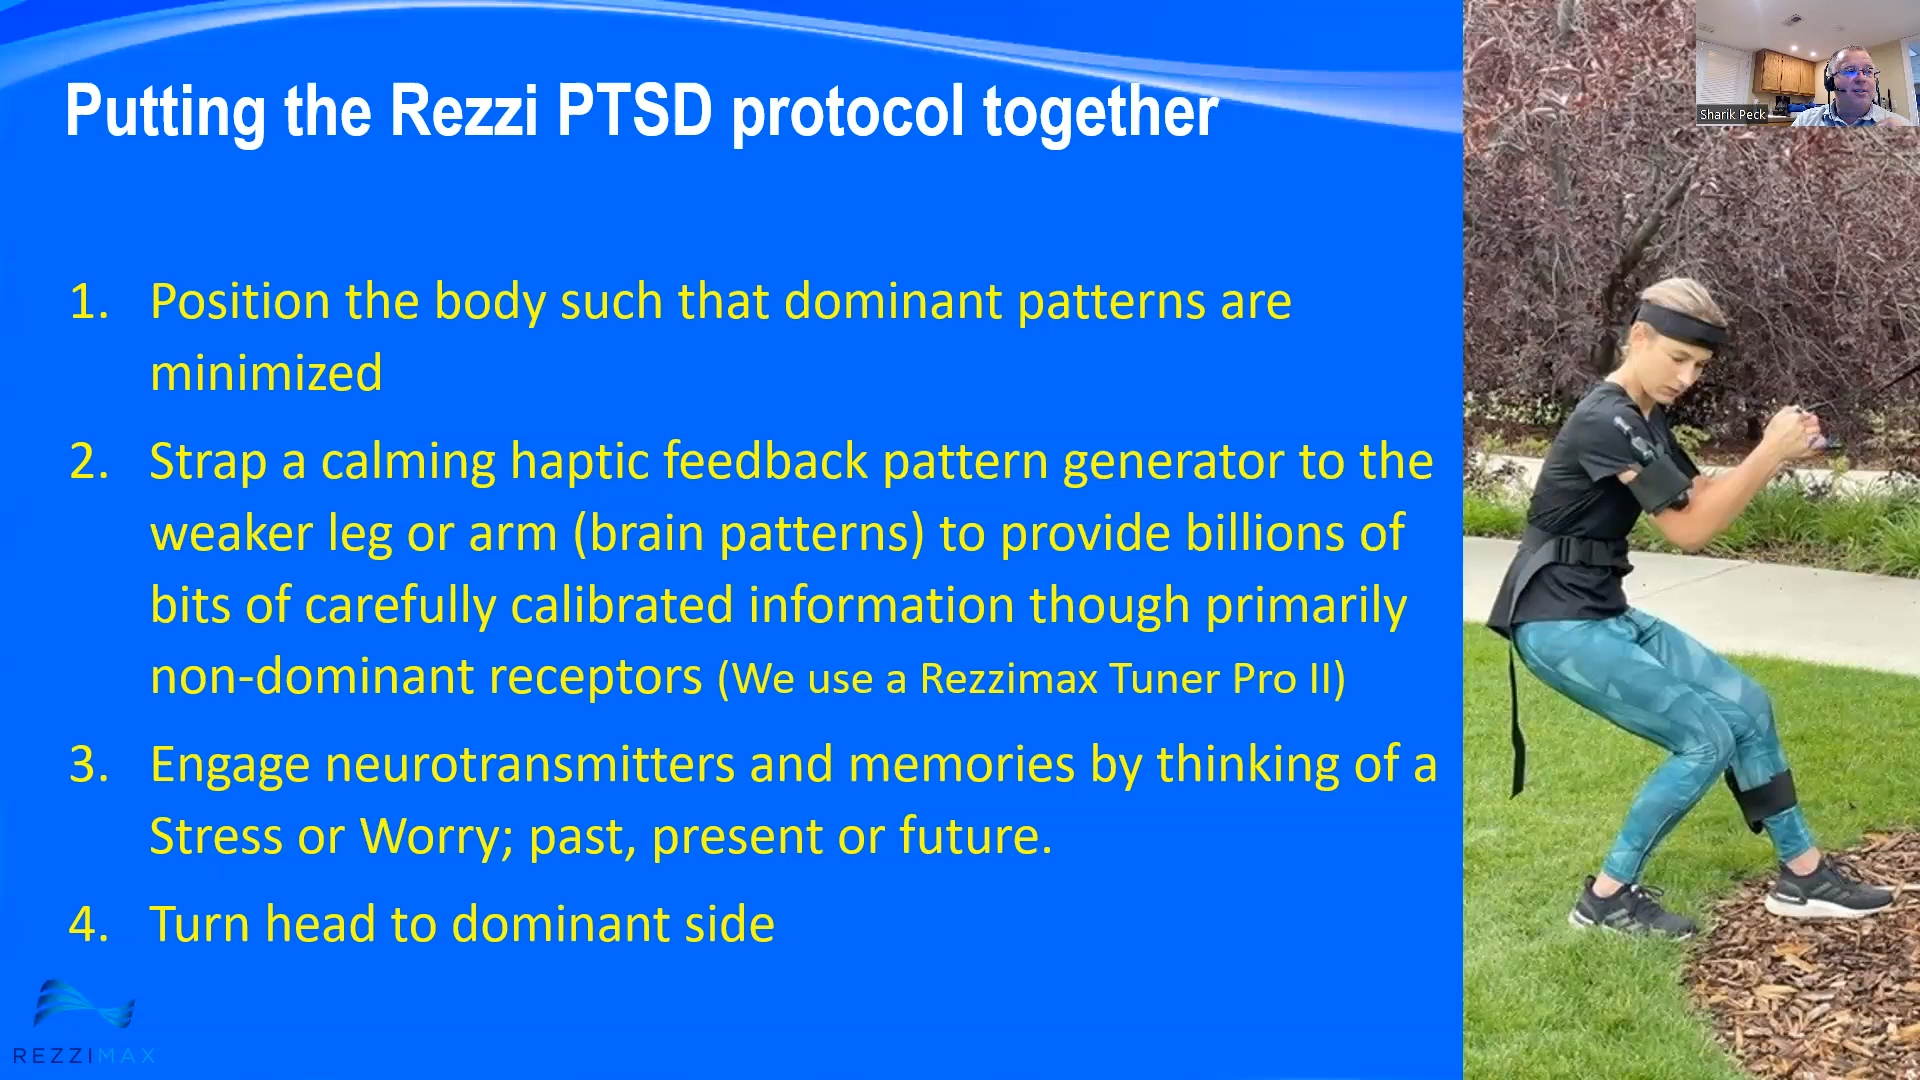 Putting the Rezzi PTSD protocol together
Sharik Peck
1. Position the body such that dominant patterns are
minimized
2. Strap a calming haptic feedback pattern generator to the
weaker leg or arm (brain patterns) to provide billions of
bits of carefully calibrated information though primarily
non-dominant receptors (We use a Rezzimax Tuner Pro II)
3. Engage neurotransmitters and memories by thinking of a
Stress or Worry; past, present or future.
4. Turn head to dominant side
REZZIMAX